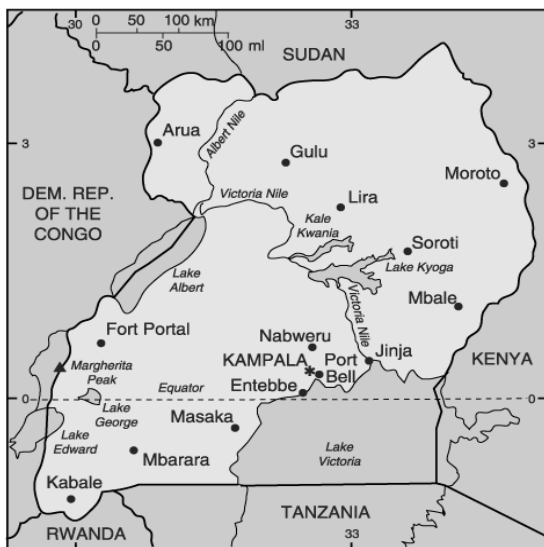 30
0 50 100 km
0 50 100 ml
33
SUDAN
3
Arua
Albert Nile
Gulu
3
Moroto
DEM. REP.
OF THE
CONGO
Victoria Nile
Lira
Kale
Kwania
Soroti
Lake
Albert
Lake Kyoga
Mbale
Victoria Nile
Fort Portal
Nabweru
Jinja
KAMPALA
Port
Bell
KENYA
Margherita
Peak
Entebbe
Equator
0
0
Lake
George
Masaka
Lake
Edward
Mbarara
Lake
Victoria
Kabale
RWANDA
TANZANIA
30
33